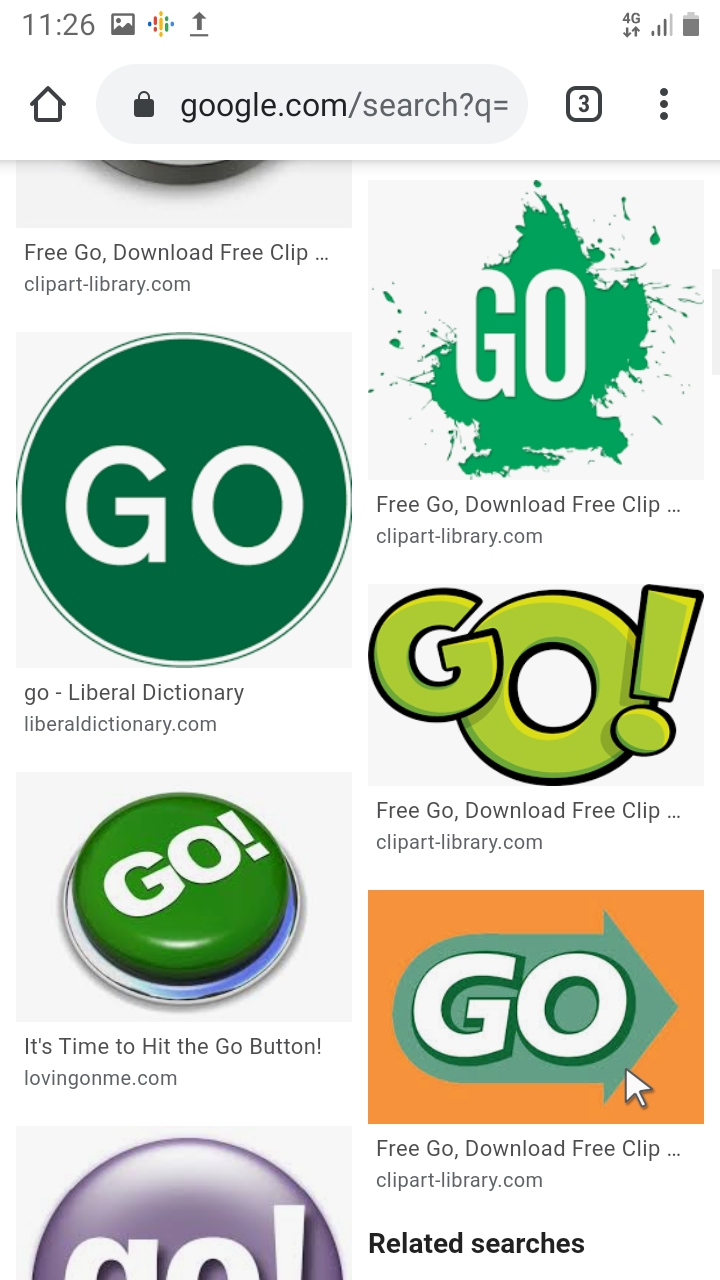 11:26
4G
google.com/search?q=
3
Free Go, Download Free Clip ...
clipart-library.com
GO
go - Liberal Dictionary
liberaldictionary.com
GO!
It's Time to Hit the Go Button!
lovingonme.com
go!
GO
Free Go, Download Free Clip ...
clipart-library.com
GO!
Free Go, Download Free Clip ...
clipart-library.com
GO
Free Go, Download Free Clip ...
clipart-library.com
Related searches